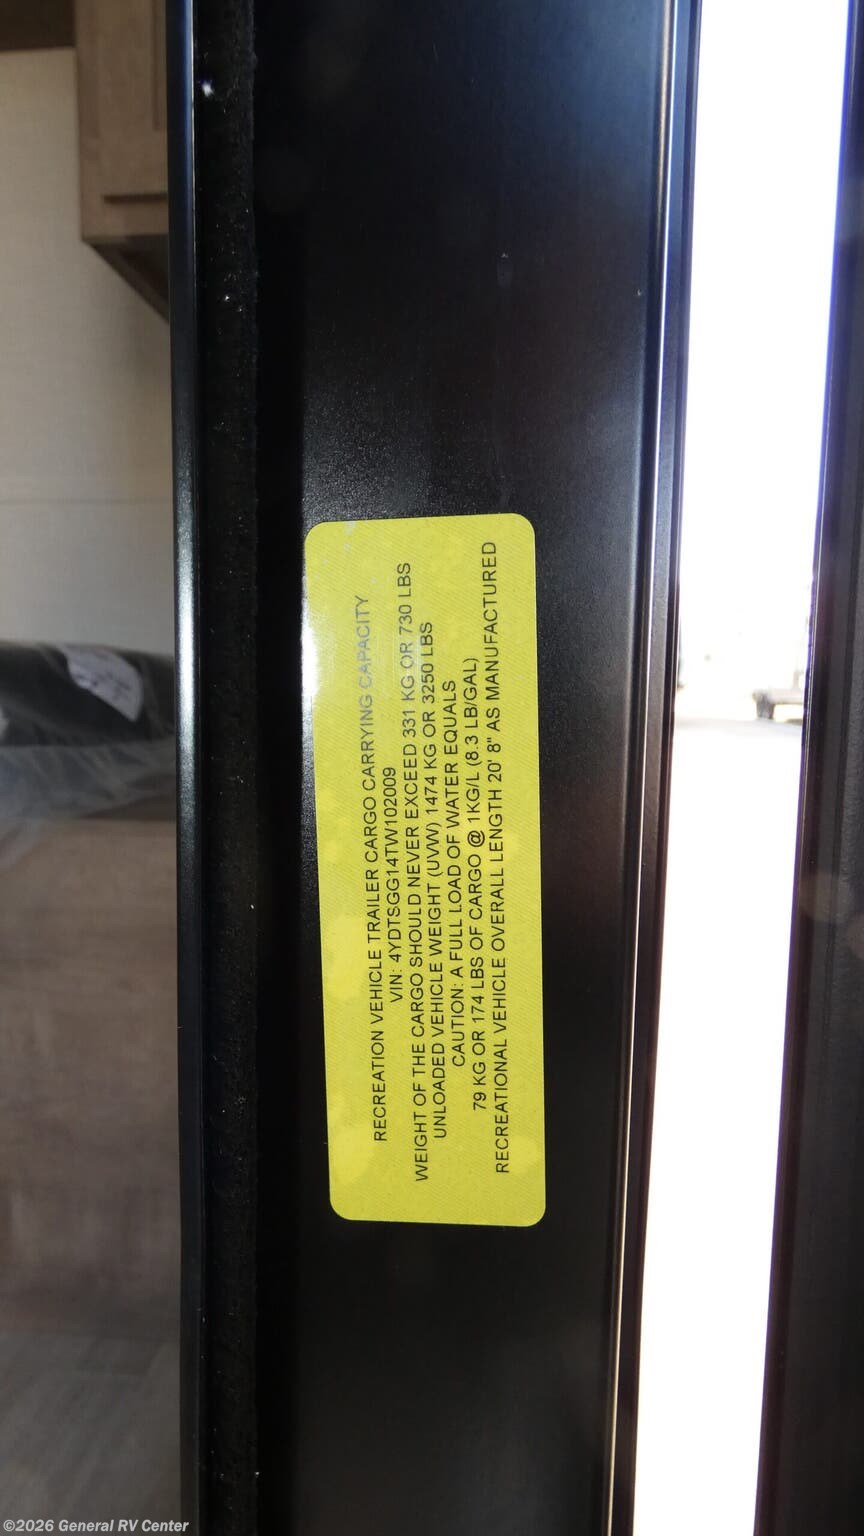 RECREATION VEHICLE TRAILER CARGO CARRYING CAPACITY
VIN: 4YDTSGG14TW102009
WEIGHT OF THE CARGO SHOULD NEVER EXCEED 331 KG OR 730 LBS
UNLOADED VEHICLE WEIGHT (UVW) 1474 KG OR 3250 LBS
CAUTION: A FULL LOAD OF WATER EQUALS
79 KG OR 174 LBS OF CARGO @ 1KG/L (8.3 LB/GAL)
RECREATIONAL VEHICLE OVERALL LENGTH 20' 8" AS MANUFACTURED
©2026 General RV Center